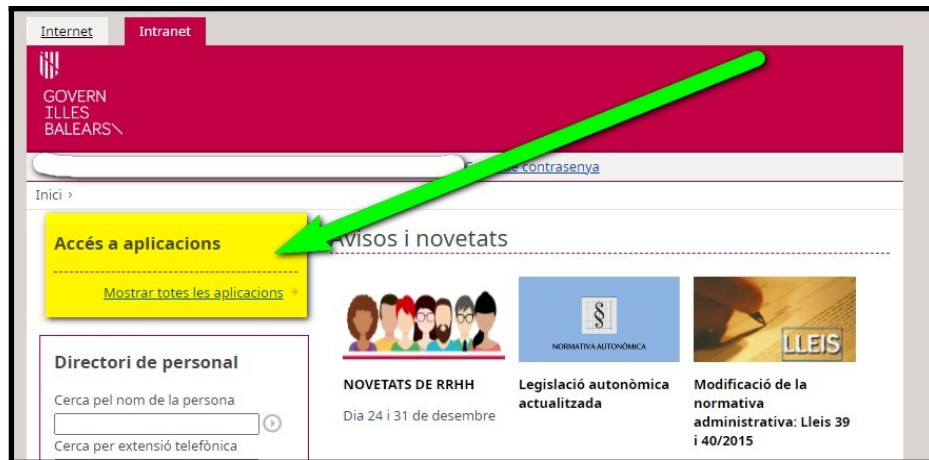 Internet
Intranet
GOVERN
ILLES
BALEARS
contrasenya
Inici ›
Accés a aplicacions
Mostrar totes les aplicacions
Avisos i novetats
§
NORMATIVA AUTONÒMICA
LLEIS
Directori de personal
Cerca pel nom de la persona
Cerca per extensió telefònica
NOVETATS DE RRHH
Dia 24 i 31 de desembre
Legislació autonòmica
actualitzada
Modificació de la
normativa
administrativa: Lleis 39
i 40/2015